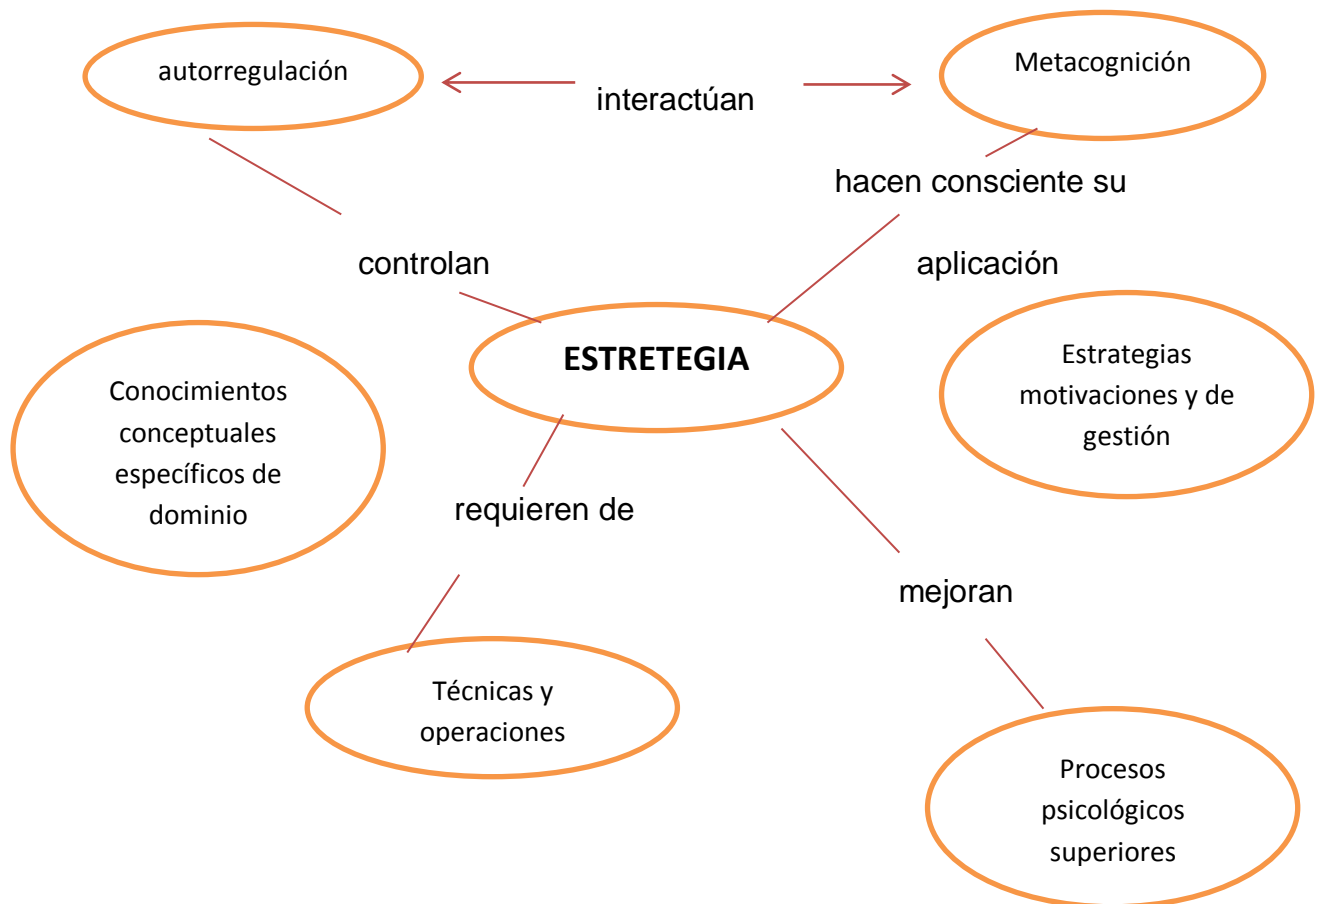 autorregulación
interactúan
Metacognición
hacen consciente su
aplicación
controlan
ESTRETEGIA
Conocimientos
conceptuales
específicos de
dominio
Estrategias
motivaciones y de
gestión
requieren de
mejoran
Técnicas y
operaciones
Procesos
psicológicos
superiores